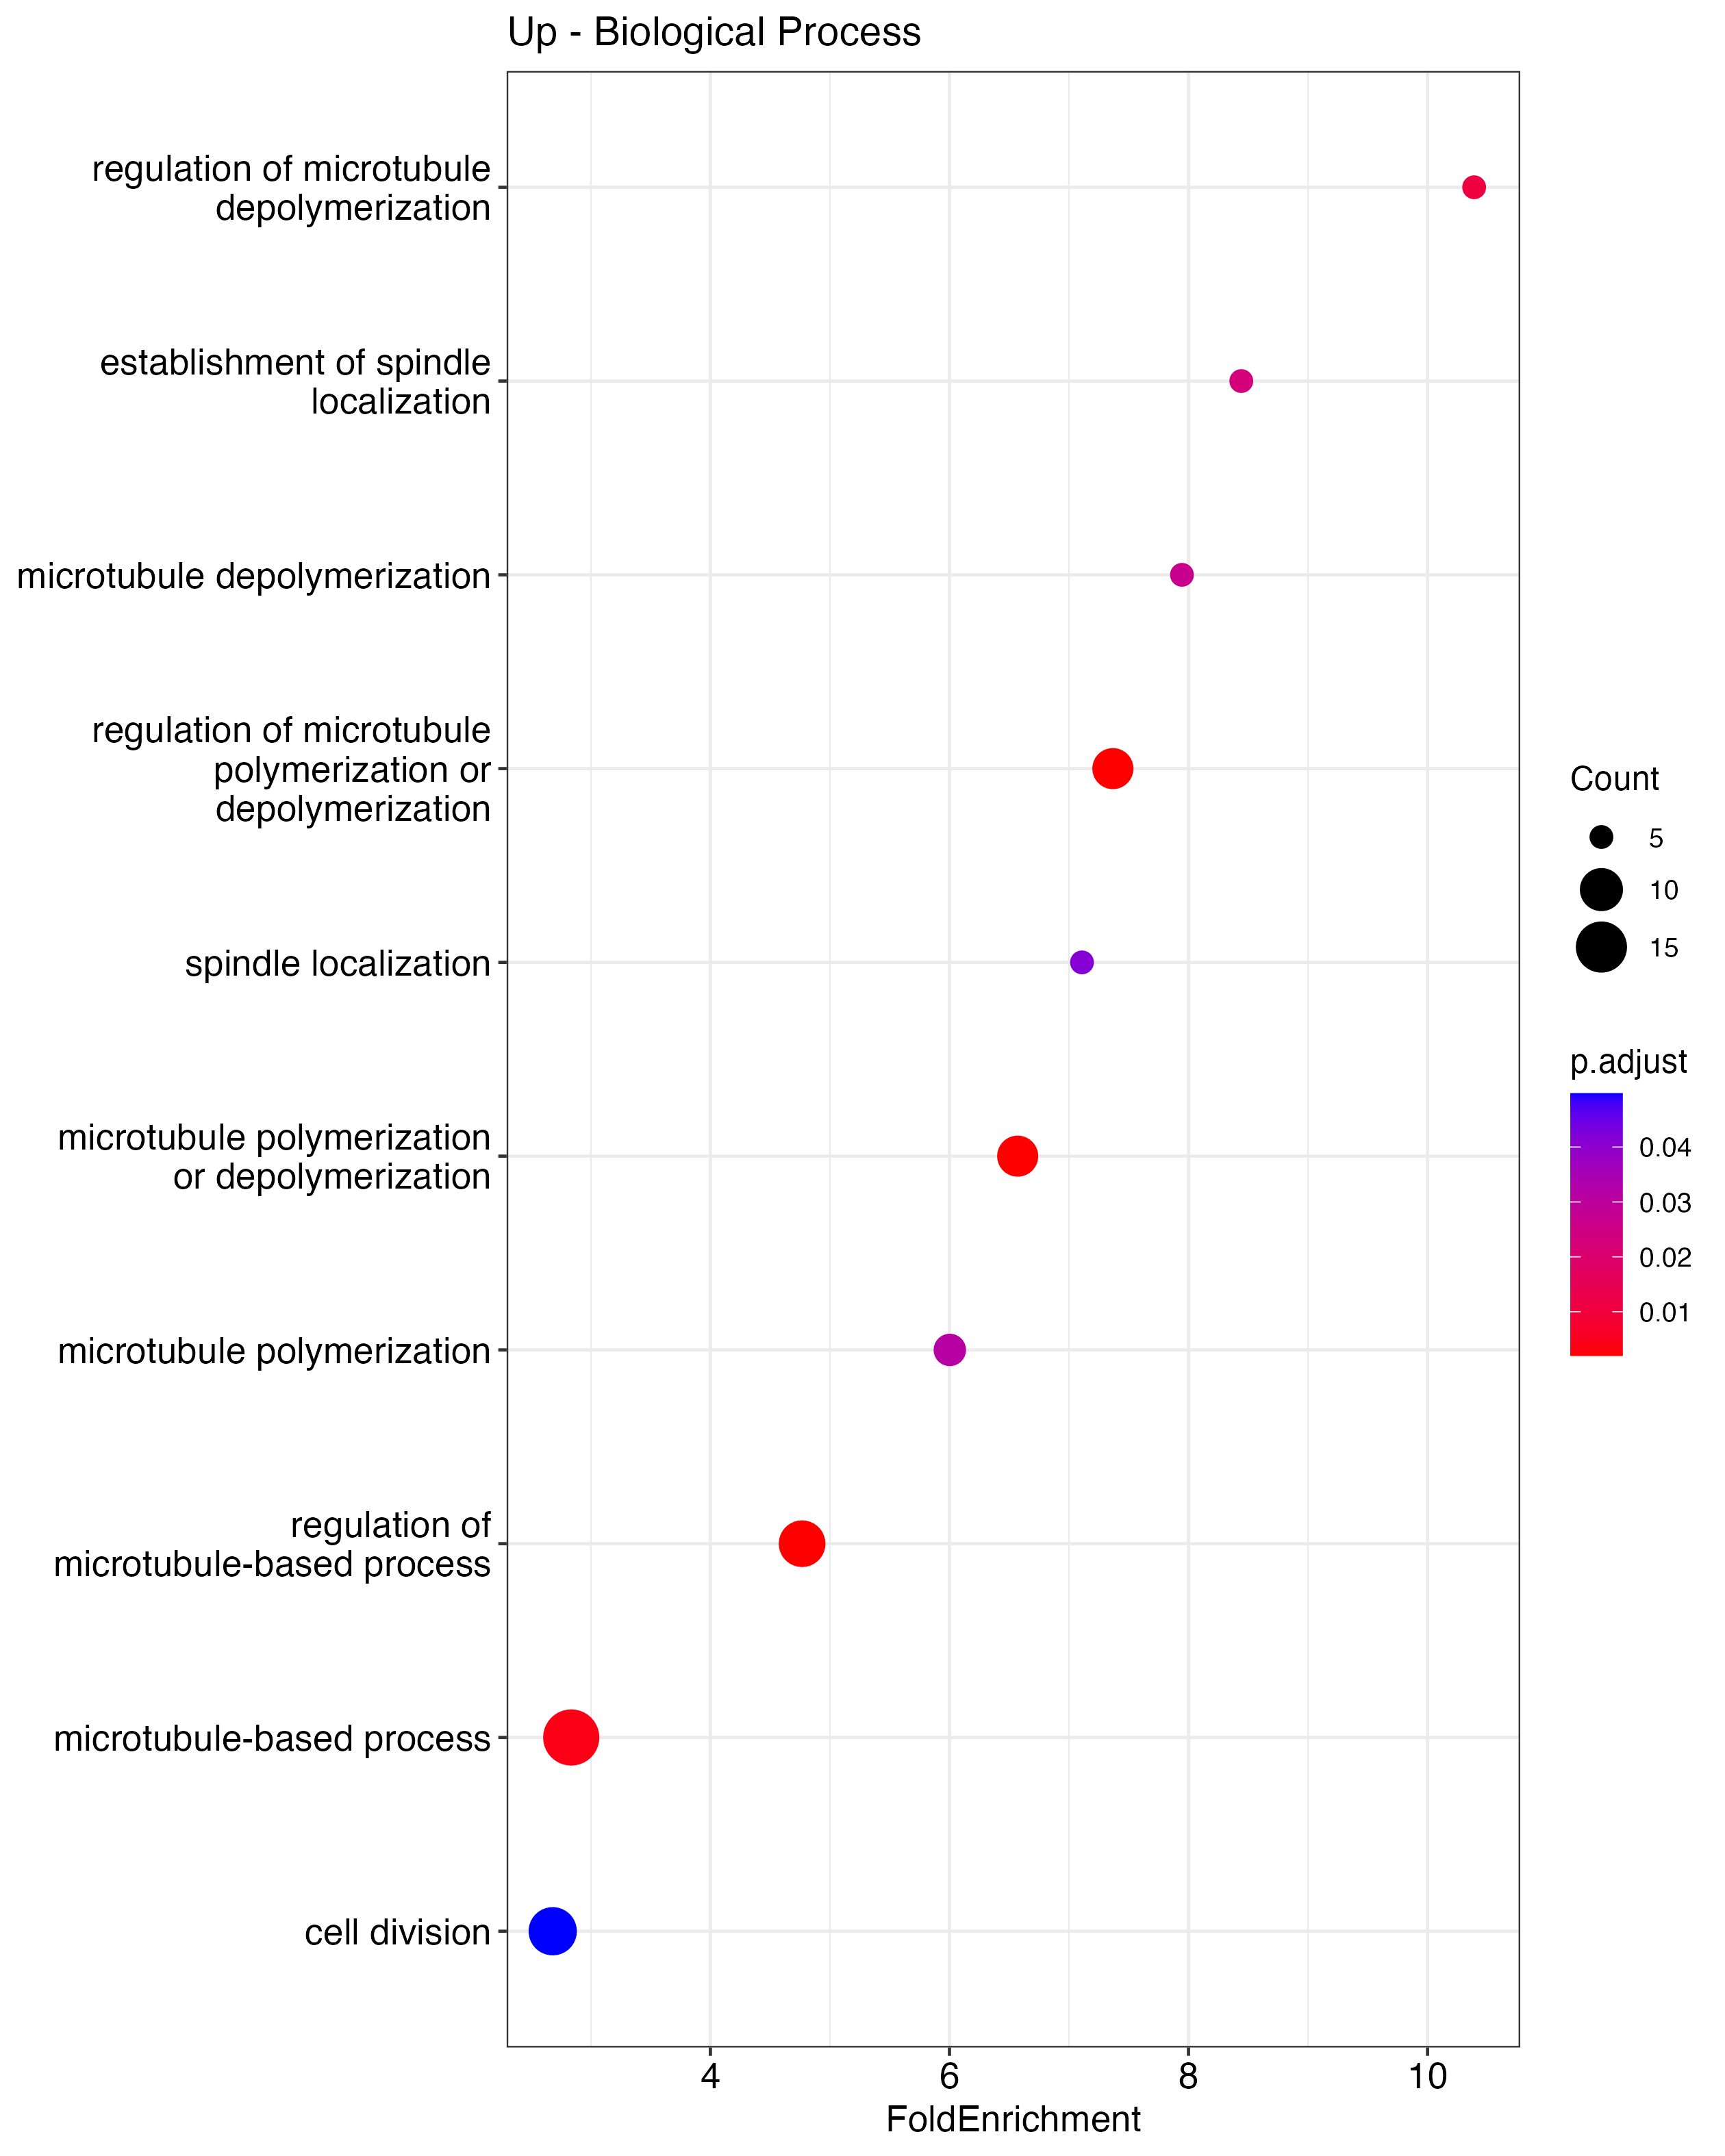 Up - Biological Process
regulation of microtubule
depolymerization
establishment of spindle
localization
microtubule depolymerization
regulation of microtubule
polymerization or
depolymerization
spindle localization
microtubule polymerization
or depolymerization
microtubule polymerization
regulation of
microtubule-based process
microtubule-based process
cell division
4
6
8
10
FoldEnrichment
Count
5
10
15
p.adjust
0.04
0.03
0.02
0.01